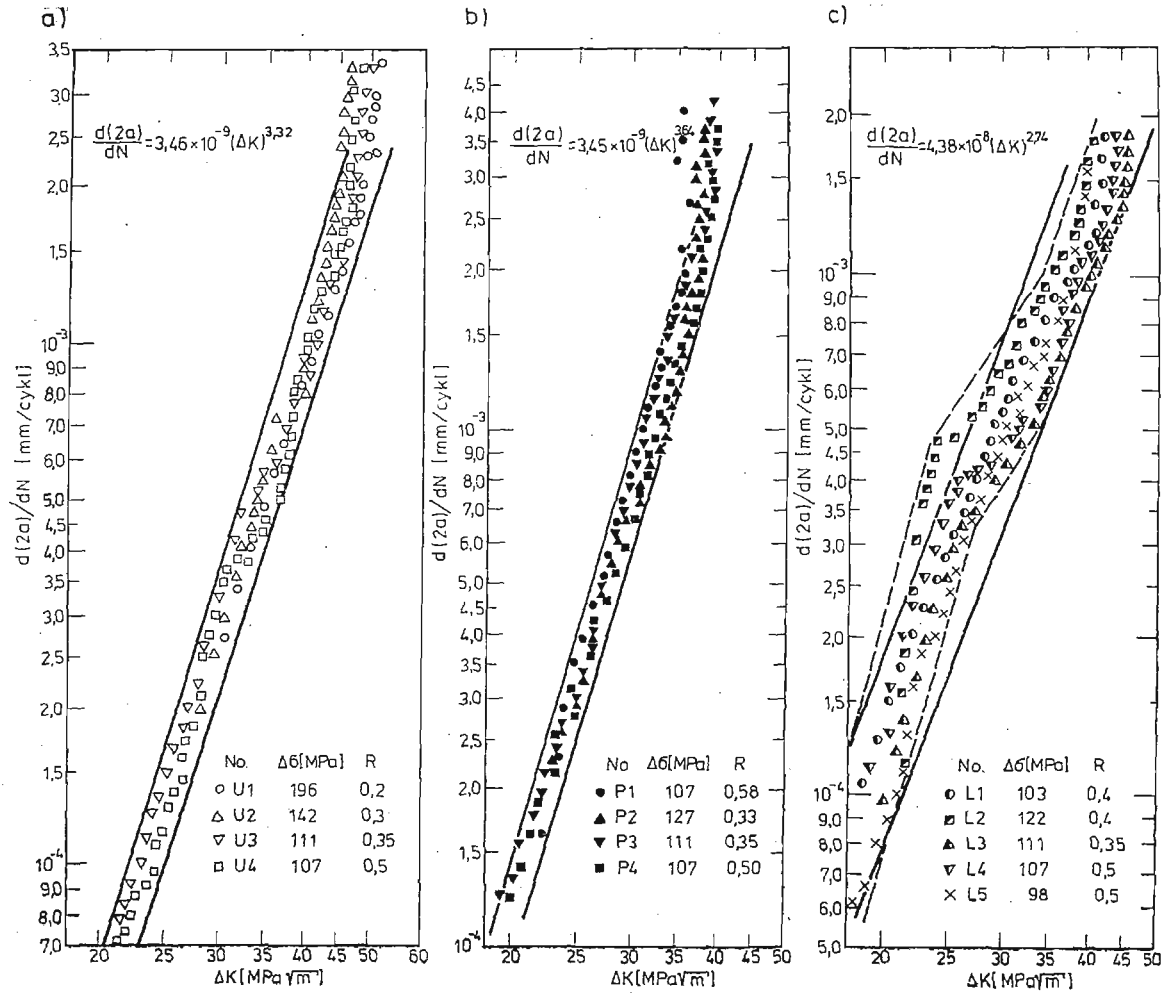 a)
d(2a)/dN [mm/cykl]
3,5
3,0
2,5
2,0
1,5
10⁻³
9,0
8,0
7,0
6,0
5,0
4,5
4,0
3,5
3,0
2,5
2,0
1,5
10⁻⁴
9,0
8,0
7,0
d(2a)/dN = 3,46×10⁻⁹(ΔK)³,³²
No. Δδ[MPa] R
○ U1 196 0,2
△ U2 142 0,3
▽ U3 111 0,35
□ U4 107 0,5
20 25 30 35 40 45 50 60
ΔK[MPa√m]
b)
d(2a)/dN [mm/cykl]
4,5
4,0
3,5
3,0
2,5
2,0
1,5
10⁻³
9,0
8,0
7,0
6,0
5,0
4,5
4,0
3,5
3,0
2,5
2,0
1,5
10⁻⁴
d(2a)/dN = 3,45×10⁻⁹(ΔK)³⁶⁴
No Δδ[MPa] R
● P1 107 0,58
▲ P2 127 0,33
▼ P3 111 0,35
■ P4 107 0,50
20 25 30 35 40 45 50
ΔK[MPa√m]
c)
d(2a)/dN [mm/cykl]
2,0
1,5
10⁻³
9,0
8,0
7,0
6,0
5,0
4,0
3,0
2,0
1,5
10⁻⁴
9,0
8,0
7,0
6,0
5,0
d(2a)/dN = 4,38×10⁻⁸(ΔK)²,⁷⁴
No. Δδ[MPa] R
L1 103 0,4
L2 122 0,4
L3 111 0,35
L4 107 0,5
× L5 98 0,5
20 25 30 35 40 45 50
ΔK[MPa√m]